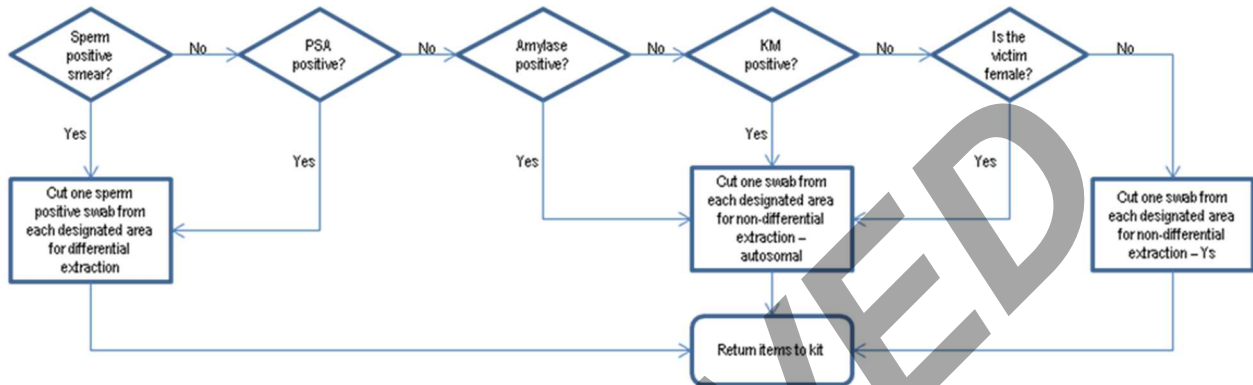 Sperm
positive
smear?
No
PSA
positive?
No
Amylase
positive?
No
KM
positive?
No
Is the
victim
female?
No
Yes
Yes
Yes
Yes
Yes
Cut one sperm
positive swab from
each designated area
for differential
extraction
Cut one swab from
each designated area
for non-differential
extraction –
autosomal
Cut one swab from
each designated area
for non-differential
extraction – Ys
Return items to kit
VED